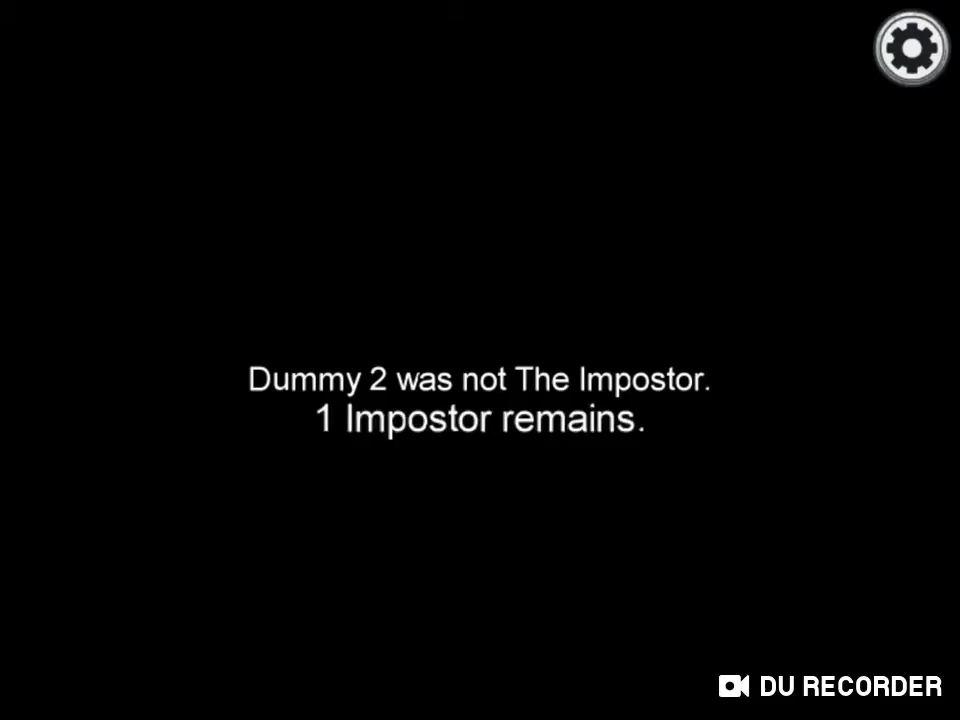 Dummy 2 was not The Impostor.
1 Impostor remains.
DU RECORDER